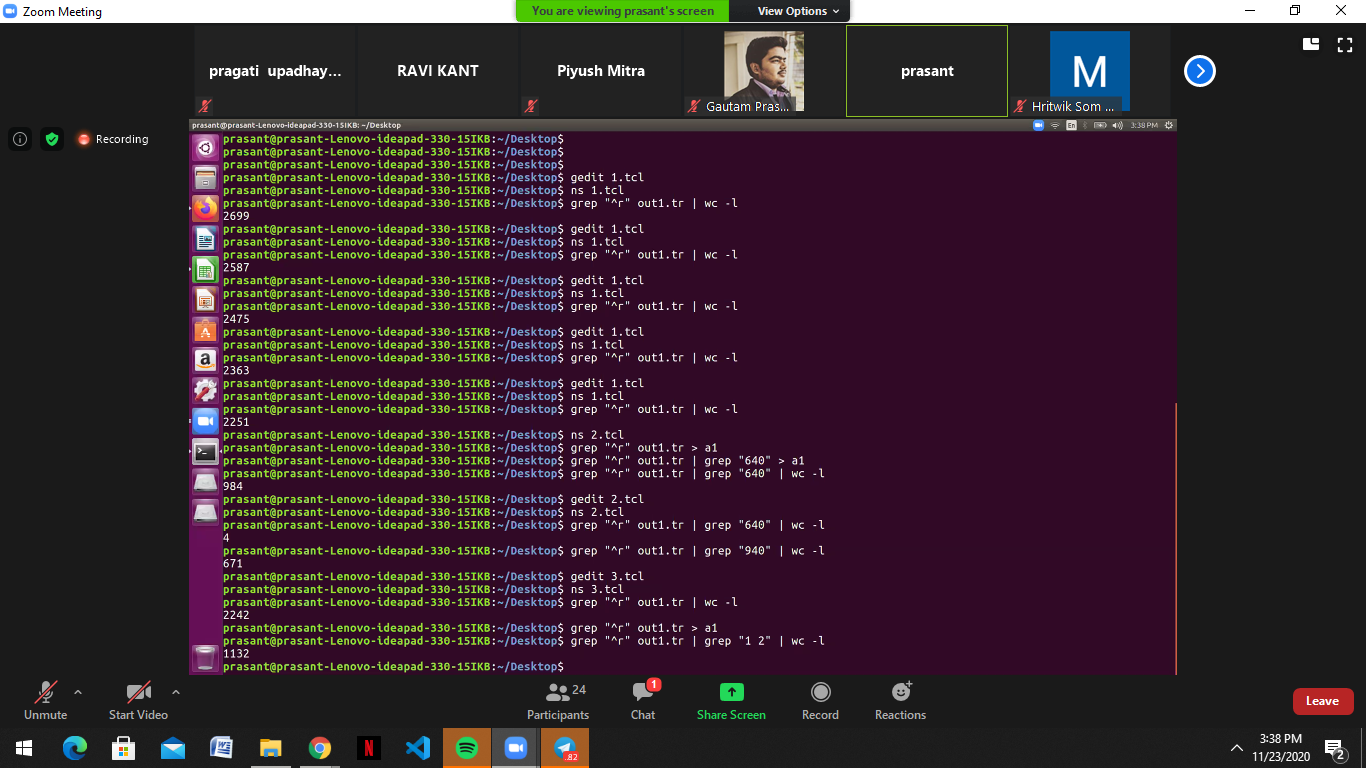 Zoom Meeting
You are viewing prasant's screen
View Options
pragati upadhay...
RAVI KANT
Piyush Mitra
Gautam Pras...
prasant
M
Hritwik Som ...
Recording
prasant@prasant-Lenovo-ideapad-330-15IKB: ~/Desktop
En
3:38 PM
prasant@prasant-Lenovo-ideapad-330-15IKB:~/Desktop$
prasant@prasant-Lenovo-ideapad-330-15IKB:~/Desktop$
prasant@prasant-Lenovo-ideapad-330-15IKB:~/Desktop$
prasant@prasant-Lenovo-ideapad-330-15IKB:~/Desktop$ gedit 1.tcl
prasant@prasant-Lenovo-ideapad-330-15IKB:~/Desktop$ ns 1.tcl
prasant@prasant-Lenovo-ideapad-330-15IKB:~/Desktop$ grep "^r" out1.tr | wc -l
2699
prasant@prasant-Lenovo-ideapad-330-15IKB:~/Desktop$ gedit 1.tcl
prasant@prasant-Lenovo-ideapad-330-15IKB:~/Desktop$ ns 1.tcl
prasant@prasant-Lenovo-ideapad-330-15IKB:~/Desktop$ grep "^r" out1.tr | wc -l
2587
prasant@prasant-Lenovo-ideapad-330-15IKB:~/Desktop$ gedit 1.tcl
prasant@prasant-Lenovo-ideapad-330-15IKB:~/Desktop$ ns 1.tcl
prasant@prasant-Lenovo-ideapad-330-15IKB:~/Desktop$ grep "^r" out1.tr | wc -l
2475
prasant@prasant-Lenovo-ideapad-330-15IKB:~/Desktop$ gedit 1.tcl
prasant@prasant-Lenovo-ideapad-330-15IKB:~/Desktop$ ns 1.tcl
prasant@prasant-Lenovo-ideapad-330-15IKB:~/Desktop$ grep "^r" out1.tr | wc -l
2363
prasant@prasant-Lenovo-ideapad-330-15IKB:~/Desktop$ gedit 1.tcl
prasant@prasant-Lenovo-ideapad-330-15IKB:~/Desktop$ ns 1.tcl
prasant@prasant-Lenovo-ideapad-330-15IKB:~/Desktop$ grep "^r" out1.tr | wc -l
2251
prasant@prasant-Lenovo-ideapad-330-15IKB:~/Desktop$ ns 2.tcl
prasant@prasant-Lenovo-ideapad-330-15IKB:~/Desktop$ grep "^r" out1.tr > a1
prasant@prasant-Lenovo-ideapad-330-15IKB:~/Desktop$ grep "^r" out1.tr | grep "640" > a1
prasant@prasant-Lenovo-ideapad-330-15IKB:~/Desktop$ grep "^r" out1.tr | grep "640" | wc -l
984
prasant@prasant-Lenovo-ideapad-330-15IKB:~/Desktop$ gedit 2.tcl
prasant@prasant-Lenovo-ideapad-330-15IKB:~/Desktop$ ns 2.tcl
prasant@prasant-Lenovo-ideapad-330-15IKB:~/Desktop$ grep "^r" out1.tr | grep "640" | wc -l
4
prasant@prasant-Lenovo-ideapad-330-15IKB:~/Desktop$ grep "^r" out1.tr | grep "940" | wc -l
671
prasant@prasant-Lenovo-ideapad-330-15IKB:~/Desktop$ gedit 3.tcl
prasant@prasant-Lenovo-ideapad-330-15IKB:~/Desktop$ ns 3.tcl
prasant@prasant-Lenovo-ideapad-330-15IKB:~/Desktop$ grep "^r" out1.tr | wc -l
2242
prasant@prasant-Lenovo-ideapad-330-15IKB:~/Desktop$ grep "^r" out1.tr > a1
prasant@prasant-Lenovo-ideapad-330-15IKB:~/Desktop$ grep "^r" out1.tr | grep "1 2" | wc -l
1132
prasant@prasant-Lenovo-ideapad-330-15IKB:~/Desktop$
Unmute
Start Video
24
Participants
1
Chat
Share Screen
Record
Reactions
Leave
.82
3:38 PM
11/23/2020
2